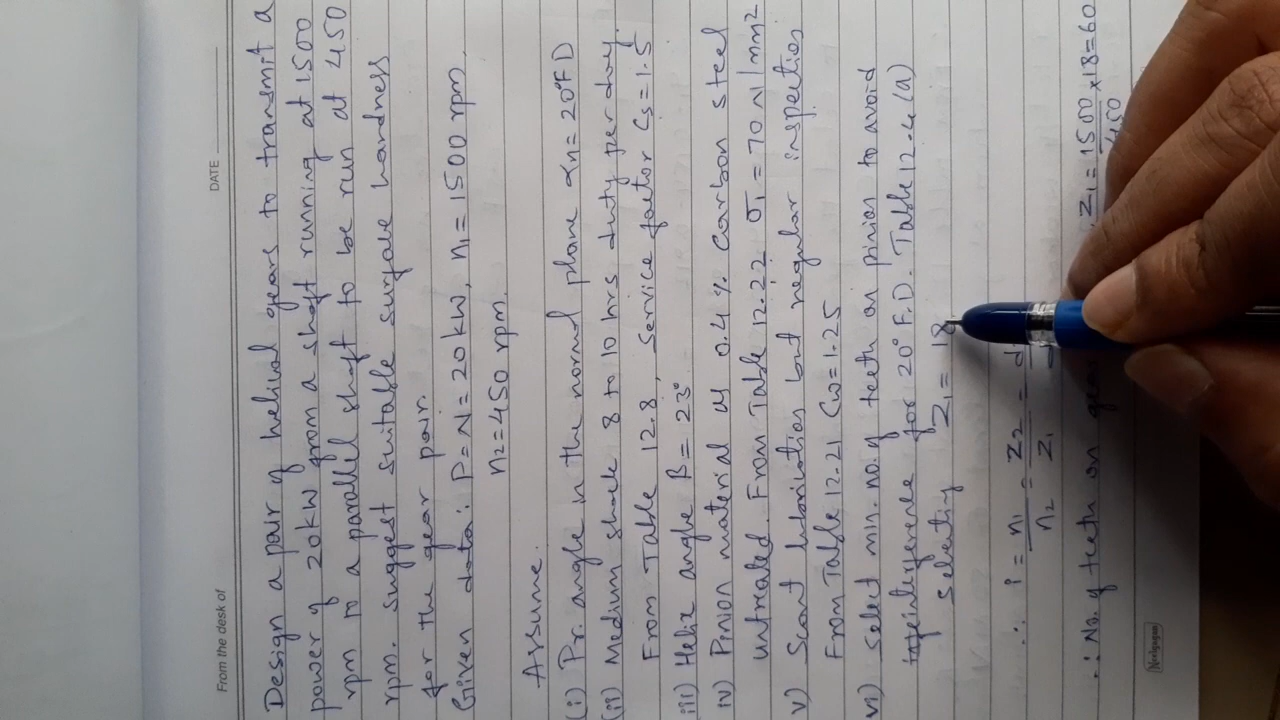 From the desk of
DATE
Design a pair of helical gears to transmit a
power of 20kW from a shaft running at 1500
rpm to a parallel shaft to be run at 450
rpm. suggest suitable surface hardness
for the gear pair.
Given data: P=N=20kW, n1=1500 rpm
n2=450 rpm.
Assume.
(i) Pr. angle in the normal plane αn=20°FD
(ii) Medium shock 8 to 10 hrs duty per day.
From Table 12.8, service factor Cs=1.5
iii) Helix angle β=23°
iv) Pinion material as 0.4% carbon steel
untreated. From Table 12.22 σ1=70 N/mm2
v) Scant lubrication but regular inspection
From Table 12.21 Cw=1.25
vi) select min. no. of teeth on pinion to avoid
interference for 20° F.D. Table 12.4(a)
Selecting Z1= 18
∴ i = n1/n2 = Z2/Z1 = d
∴ No. of teeth on gear Z1 = 1500/450 x18=60
Neelgagan